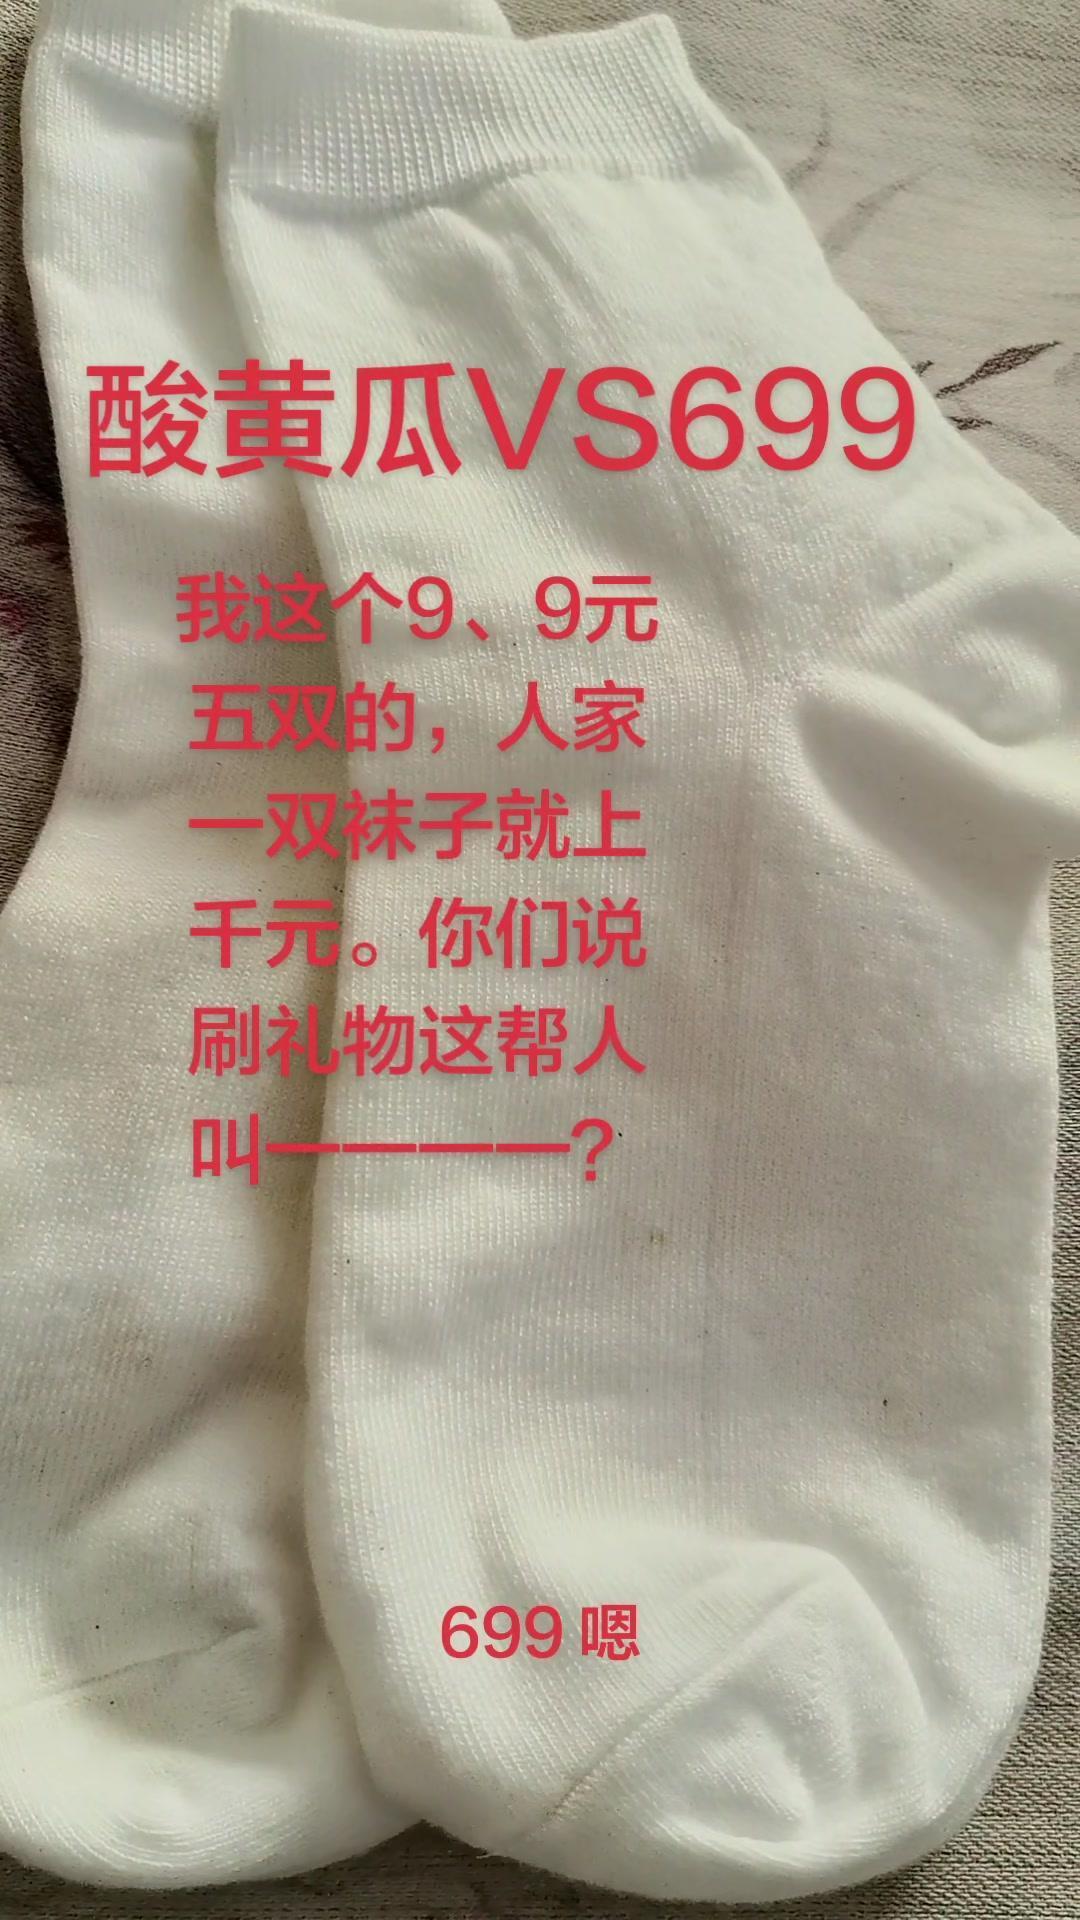 酸黄瓜VS699
我这个9、9元
五双的，人家
一双袜子就上
千元。你们说
刷礼物这帮人
叫————？
699 嗯